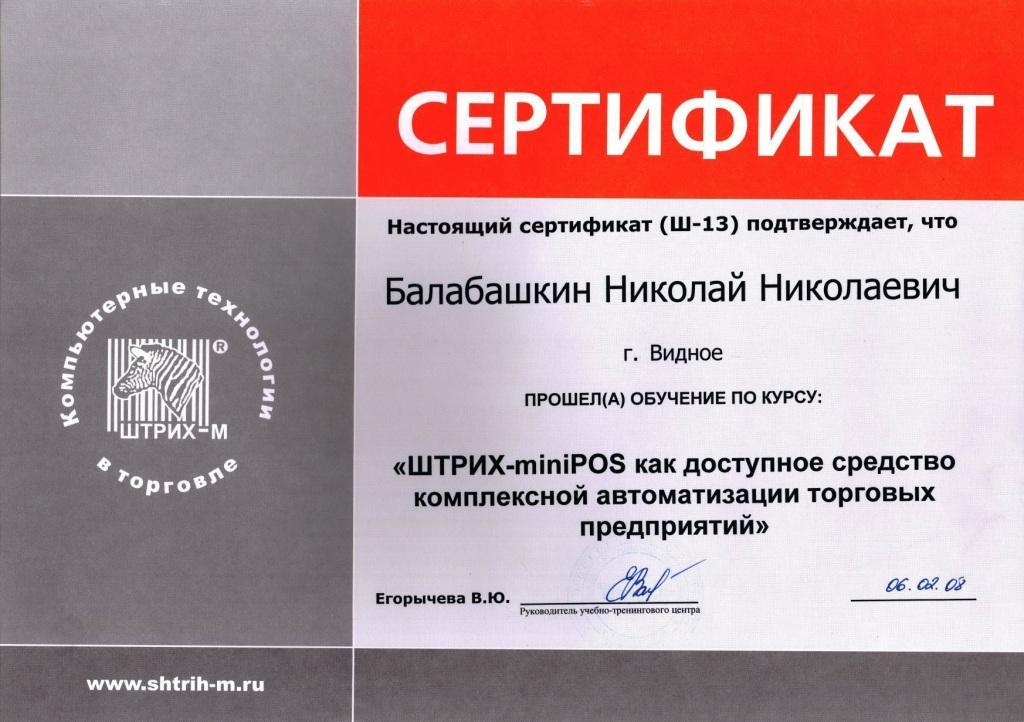 СЕРТИФИКАТ
Настоящий сертификат (Ш-13) подтверждает, что
Балабашкин Николай Николаевич
г. Видное
ПРОШЕЛ(А) ОБУЧЕНИЕ ПО КУРСУ:
«ШТРИХ-miniPOS как доступное средство
комплексной автоматизации торговых
предприятий»
Егорычева В.Ю.
Руководитель учебно-тренингового центра
06.02.08
Компьютерные технологии
в торговле
®
ШТРИХ-М
www.shtrih-m.ru